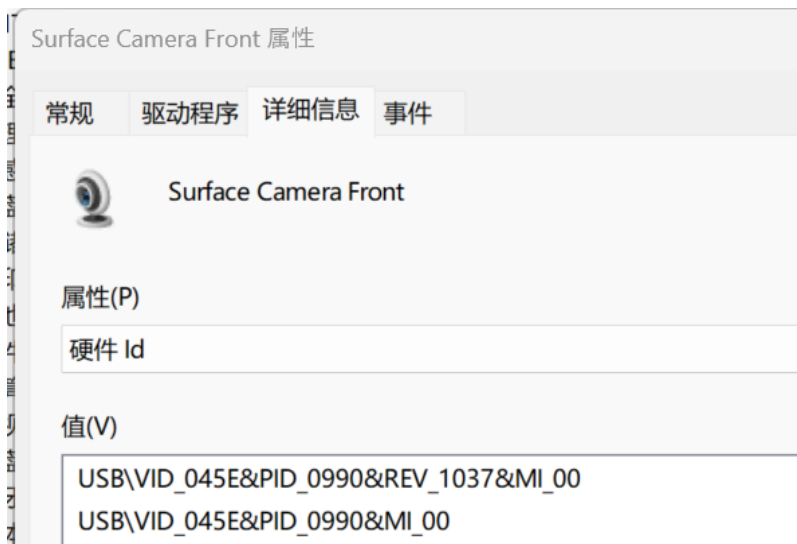 Surface Camera Front 属性
常规 驱动程序 详细信息 事件
Surface Camera Front
属性(P)
硬件 Id
值(V)
USB\VID_045E&PID_0990&REV_1037&MI_00
USB\VID_045E&PID_0990&MI_00